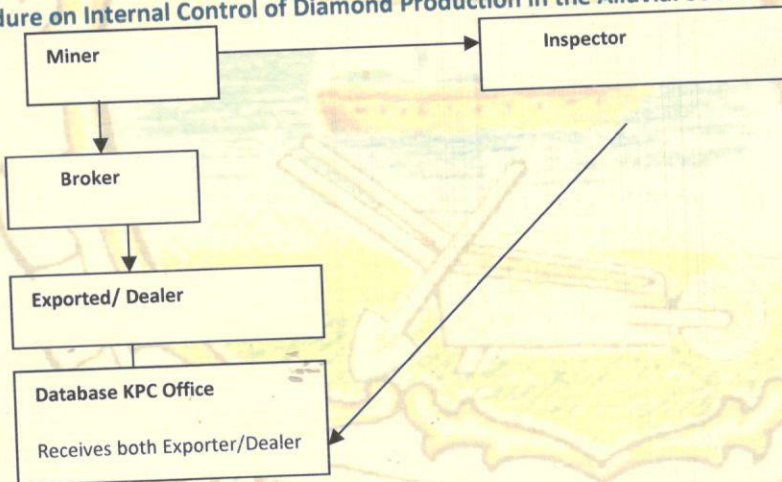 dure on Internal Control of Diamond Production in the Alluvial
Miner
Inspector
Broker
Exported/ Dealer
Database KPC Office
Receives both Exporter/Dealer